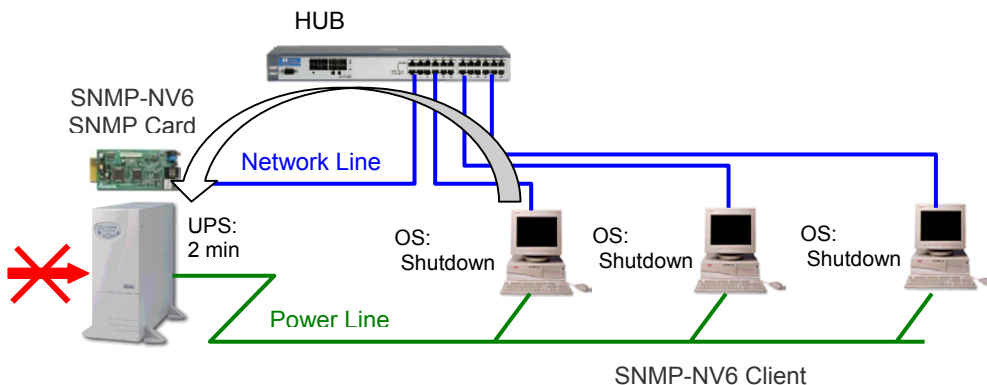 HUB
SNMP-NV6
SNMP Card
Network Line
UPS:
2 min
OS:
Shutdown
OS:
Shutdown
OS:
Shutdown
Power Line
SNMP-NV6 Client